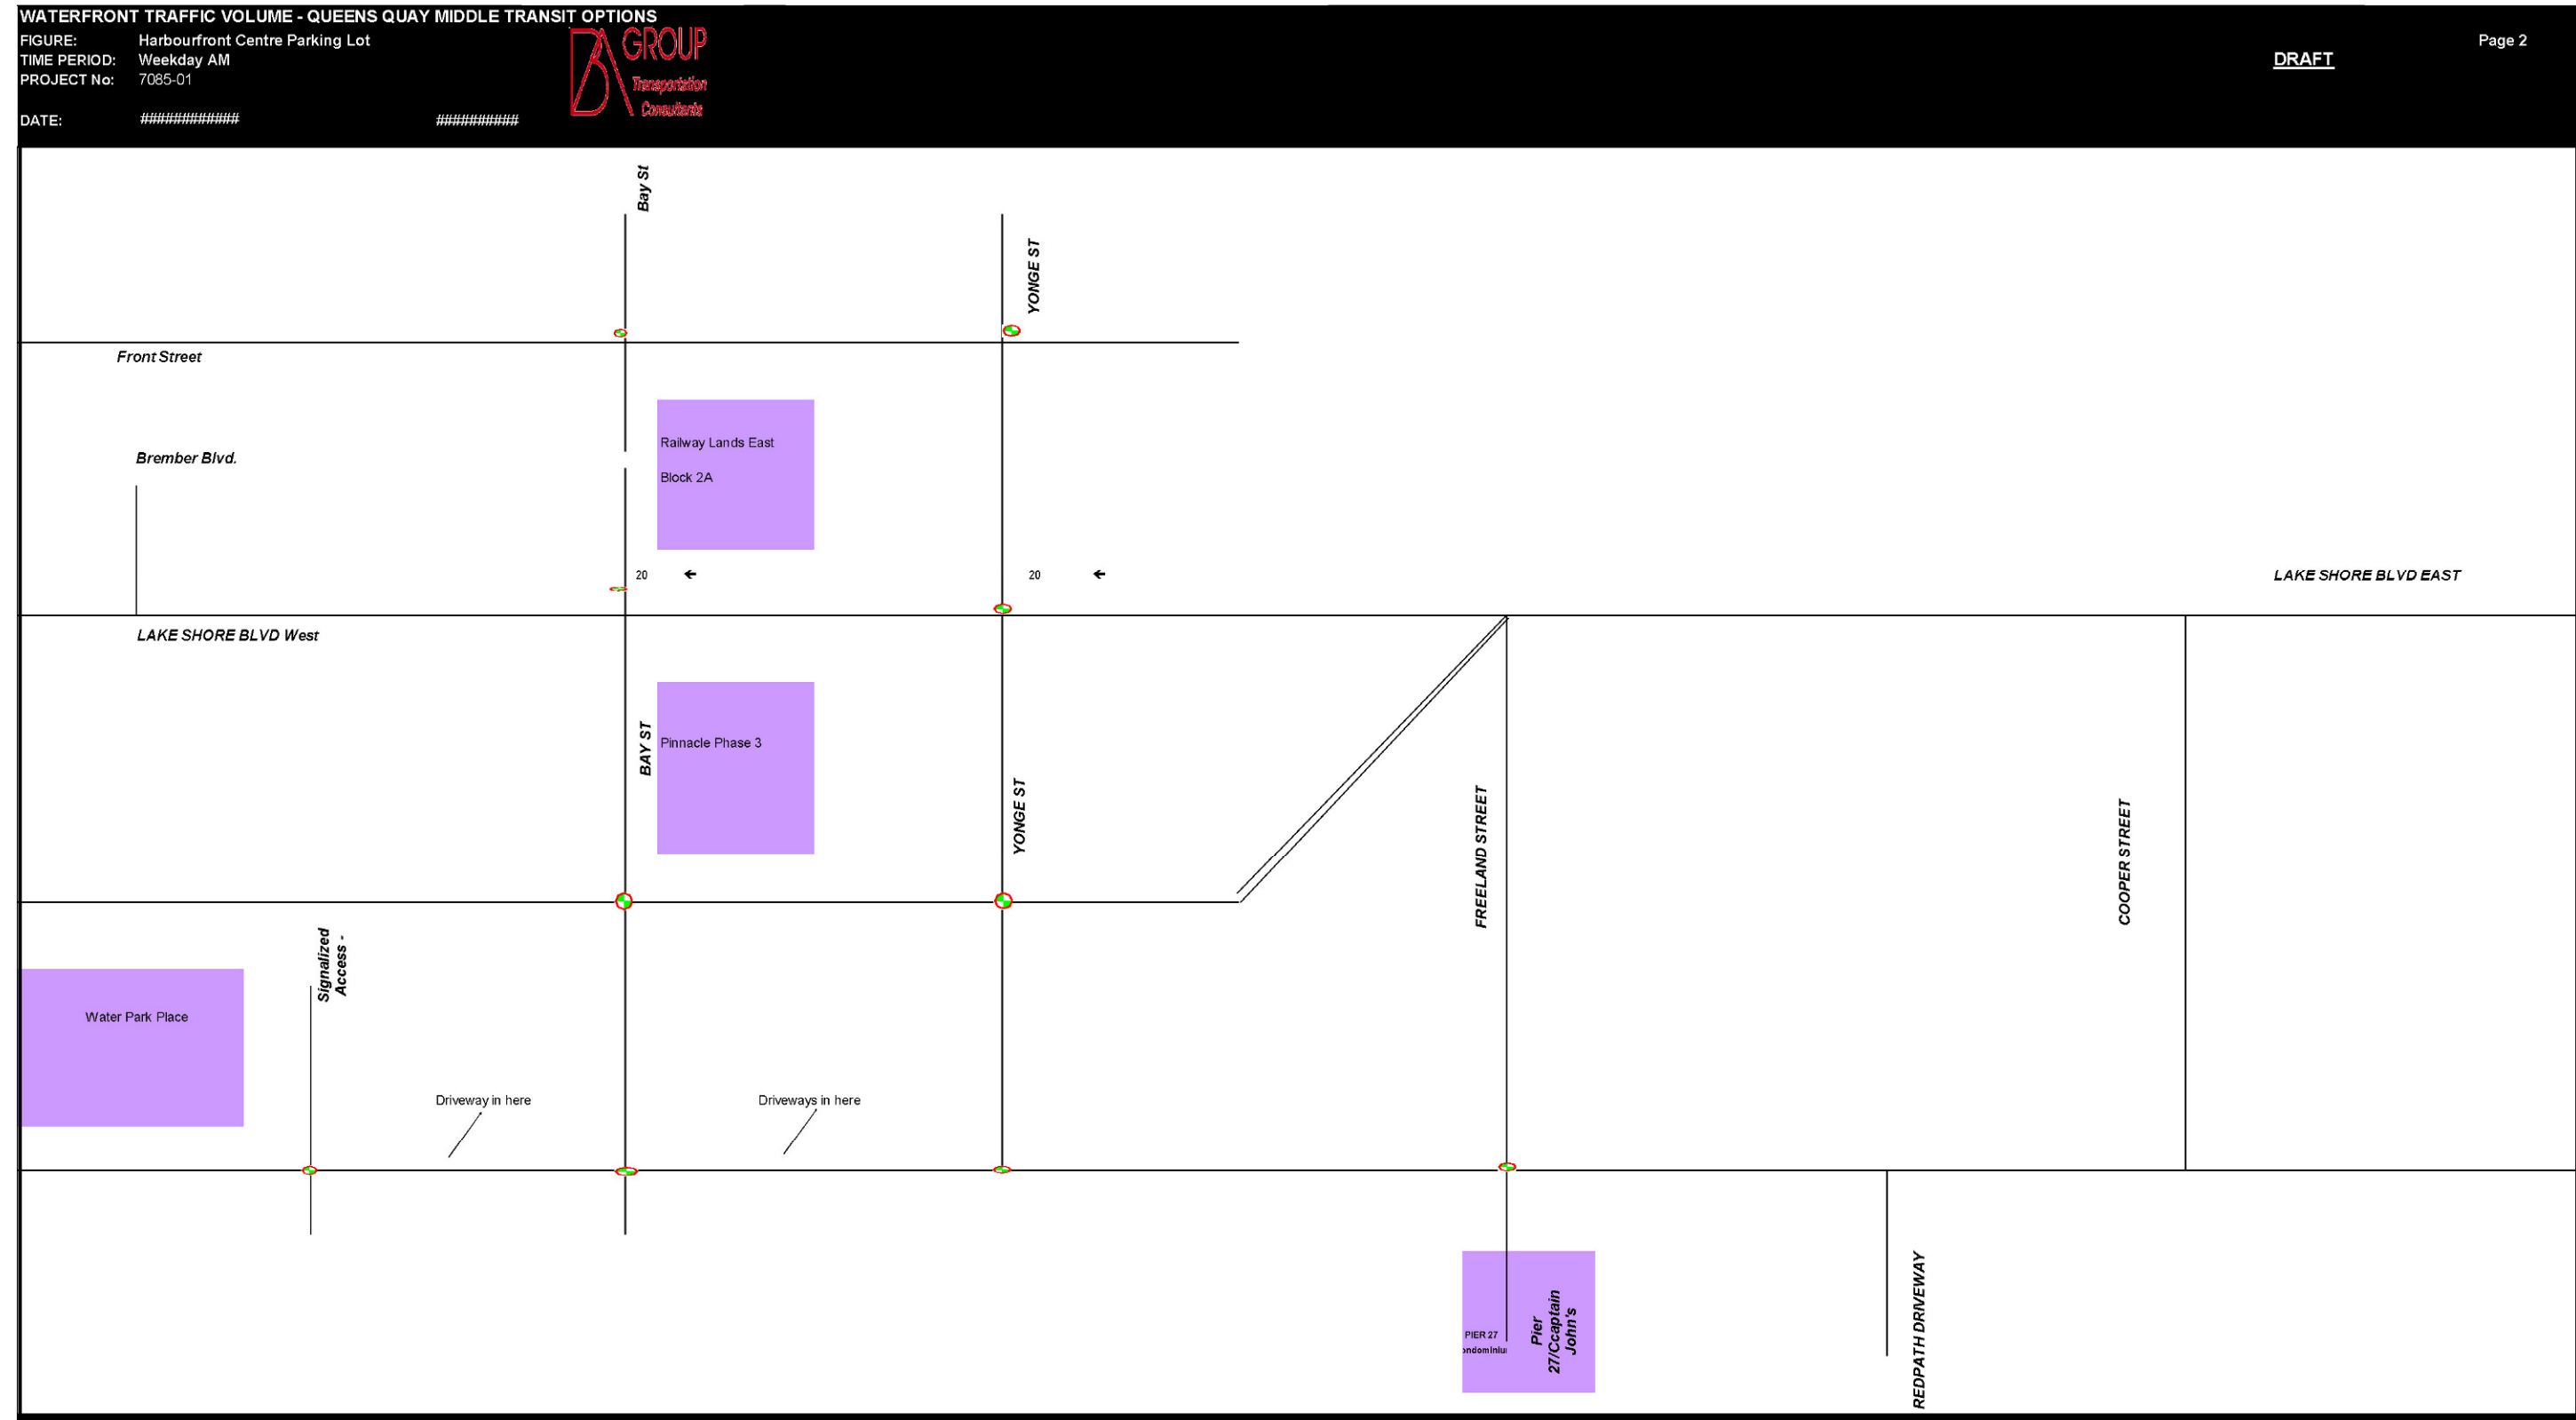 WATERFRONT TRAFFIC VOLUME - QUEENS QUAY MIDDLE TRANSIT OPTIONS
FIGURE: Harbourfront Centre Parking Lot
TIME PERIOD: Weekday AM
PROJECT No: 7085-01
DATE: ############ ##########
BA GROUP
Transportation
Consultants
DRAFT
Page 2
Bay St
YONGE ST
Front Street
Railway Lands East
Block 2A
Brember Blvd.
20
20
LAKE SHORE BLVD EAST
LAKE SHORE BLVD West
BAY ST
Pinnacle Phase 3
YONGE ST
FREELAND STREET
COOPER STREET
Signalized
Access -
Water Park Place
Driveway in here
Driveways in here
PIER 27
ondominiu
Pier
27/Ccaptain
John's
REDPATH DRIVEWAY